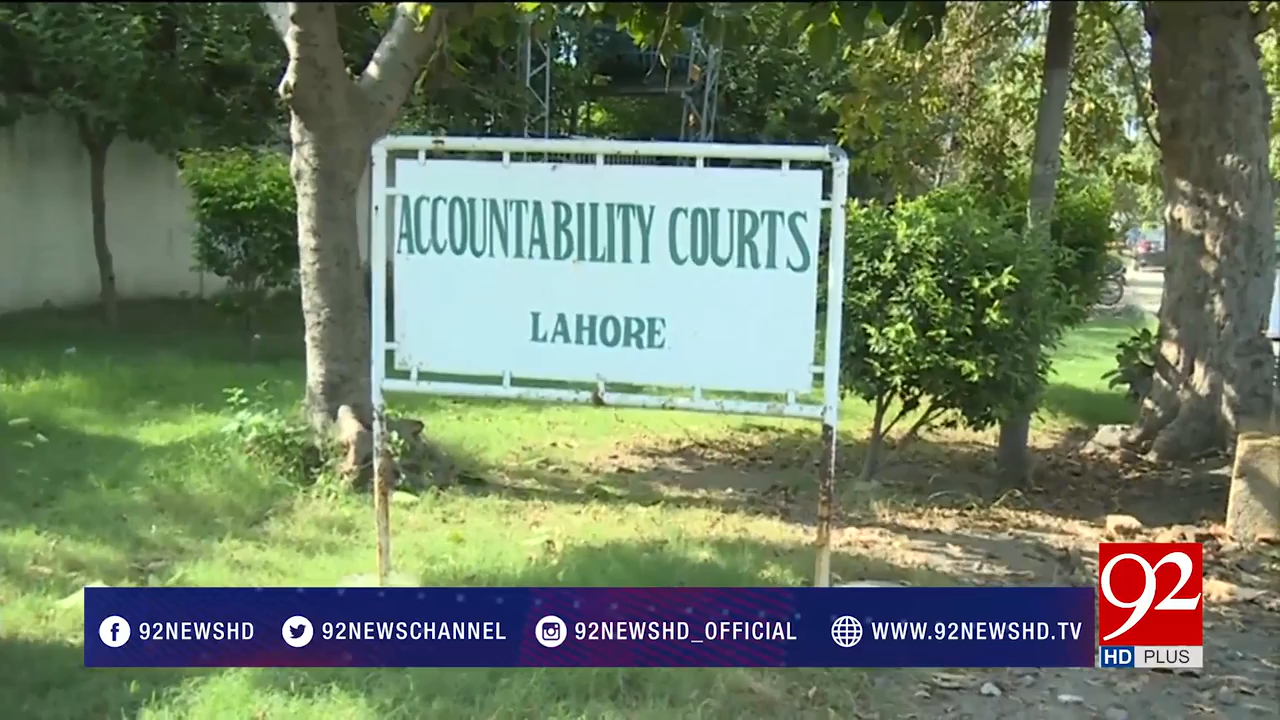 ACCOUNTABILITY COURTS
LAHORE
92NEWSHD 92NEWSCHANNEL 92NEWSHD_OFFICIAL WWW.92NEWSHD.TV
92
HD PLUS